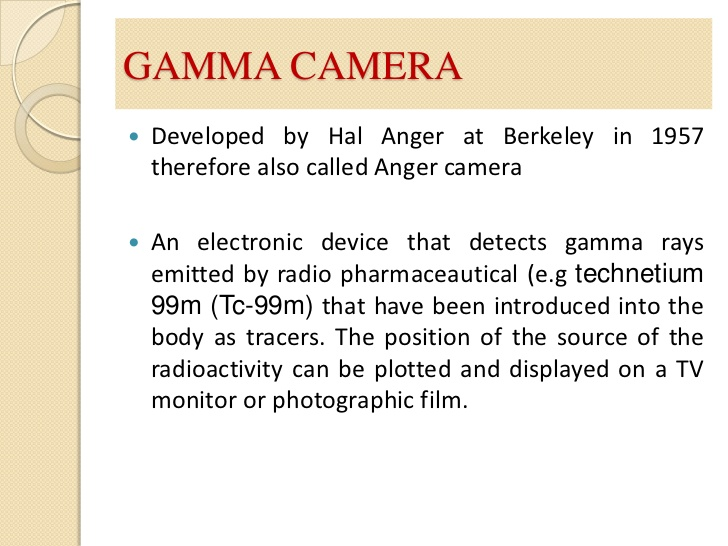 GAMMA CAMERA
• Developed by Hal Anger at Berkeley in 1957
therefore also called Anger camera
• An electronic device that detects gamma rays
emitted by radio pharmaceautical (e.g technetium
99m (Tc-99m) that have been introduced into the
body as tracers. The position of the source of the
radioactivity can be plotted and displayed on a TV
monitor or photographic film.